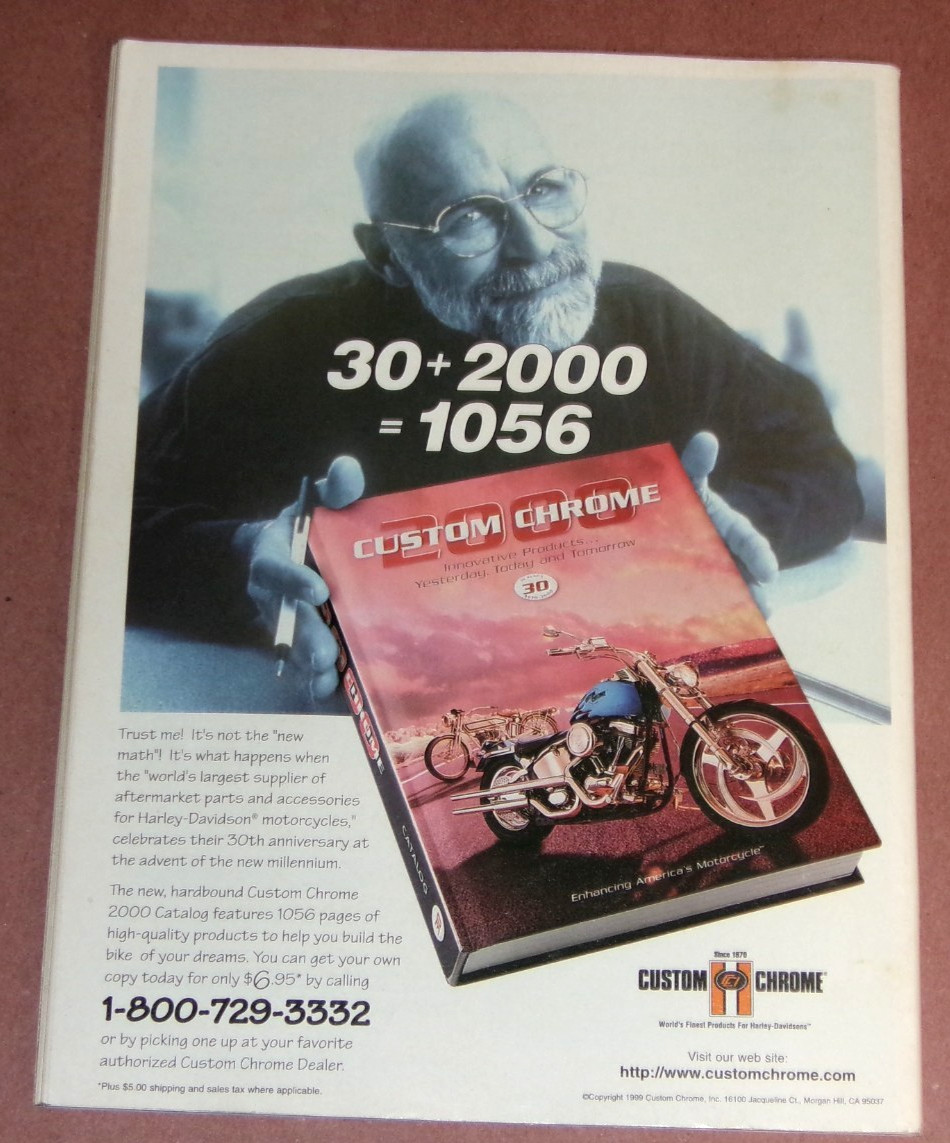 30+2000
=1056
2000
CUSTOM CHROME
Innovative Products...
Yesterday, Today and Tomorrow
30
CATALOG
Enhancing America's Motorcycle™
Trust me! It's not the "new
math"! It's what happens when
the "world's largest supplier of
aftermarket parts and accessories
for Harley-Davidson® motorcycles,"
celebrates their 30th anniversary at
the advent of the new millennium.
The new, hardbound Custom Chrome
2000 Catalog features 1056 pages of
high-quality products to help you build the
bike of your dreams. You can get your own
copy today for only $6.95* by calling
1-800-729-3332
or by picking one up at your favorite
authorized Custom Chrome Dealer.
*Plus $5.00 shipping and sales tax where applicable.
Since 1970
CUSTOM CCI CHROME®
World's Finest Products For Harley-Davidsons™
Visit our web site:
http://www.customchrome.com
©Copyright 1999 Custom Chrome, Inc. 16100 Jacqueline Ct., Morgan Hill, CA 95037